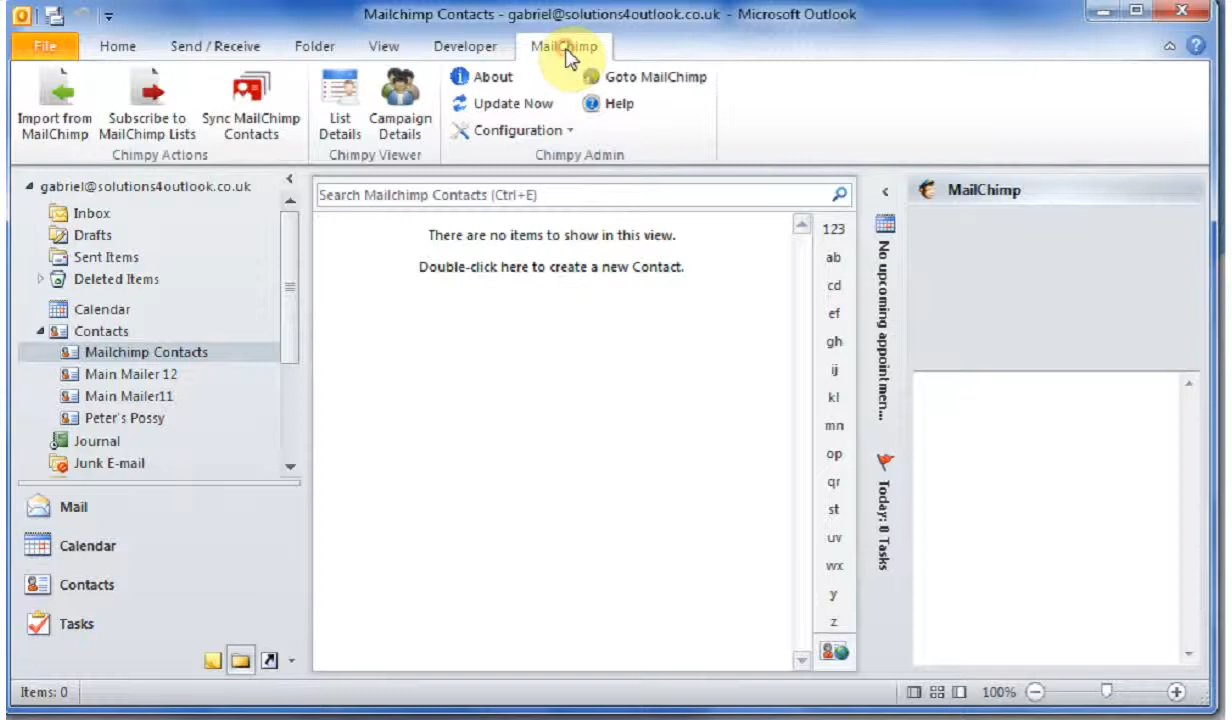 Mailchimp Contacts - gabriel@solutions4outlook.co.uk - Microsoft Outlook
File Home Send / Receive Folder View Developer MailChimp
Import from MailChimp
Subscribe to MailChimp Lists
Sync MailChimp Contacts
Chimpy Actions
List Details
Campaign Details
Chimpy Viewer
About
Goto MailChimp
Update Now
Help
Configuration
Chimpy Admin
gabriel@solutions4outlook.co.uk
Inbox
Drafts
Sent Items
Deleted Items
Calendar
Contacts
Mailchimp Contacts
Main Mailer 12
Main Mailer11
Peter's Possy
Journal
Junk E-mail
Mail
Calendar
Contacts
Tasks
Search Mailchimp Contacts (Ctrl+E)
There are no items to show in this view.
Double-click here to create a new Contact.
123
ab
cd
ef
gh
ij
kl
mn
op
qr
st
uv
wx
y
z
No upcoming appointmen...
Today: 0 Tasks
MailChimp
Items: 0
100%